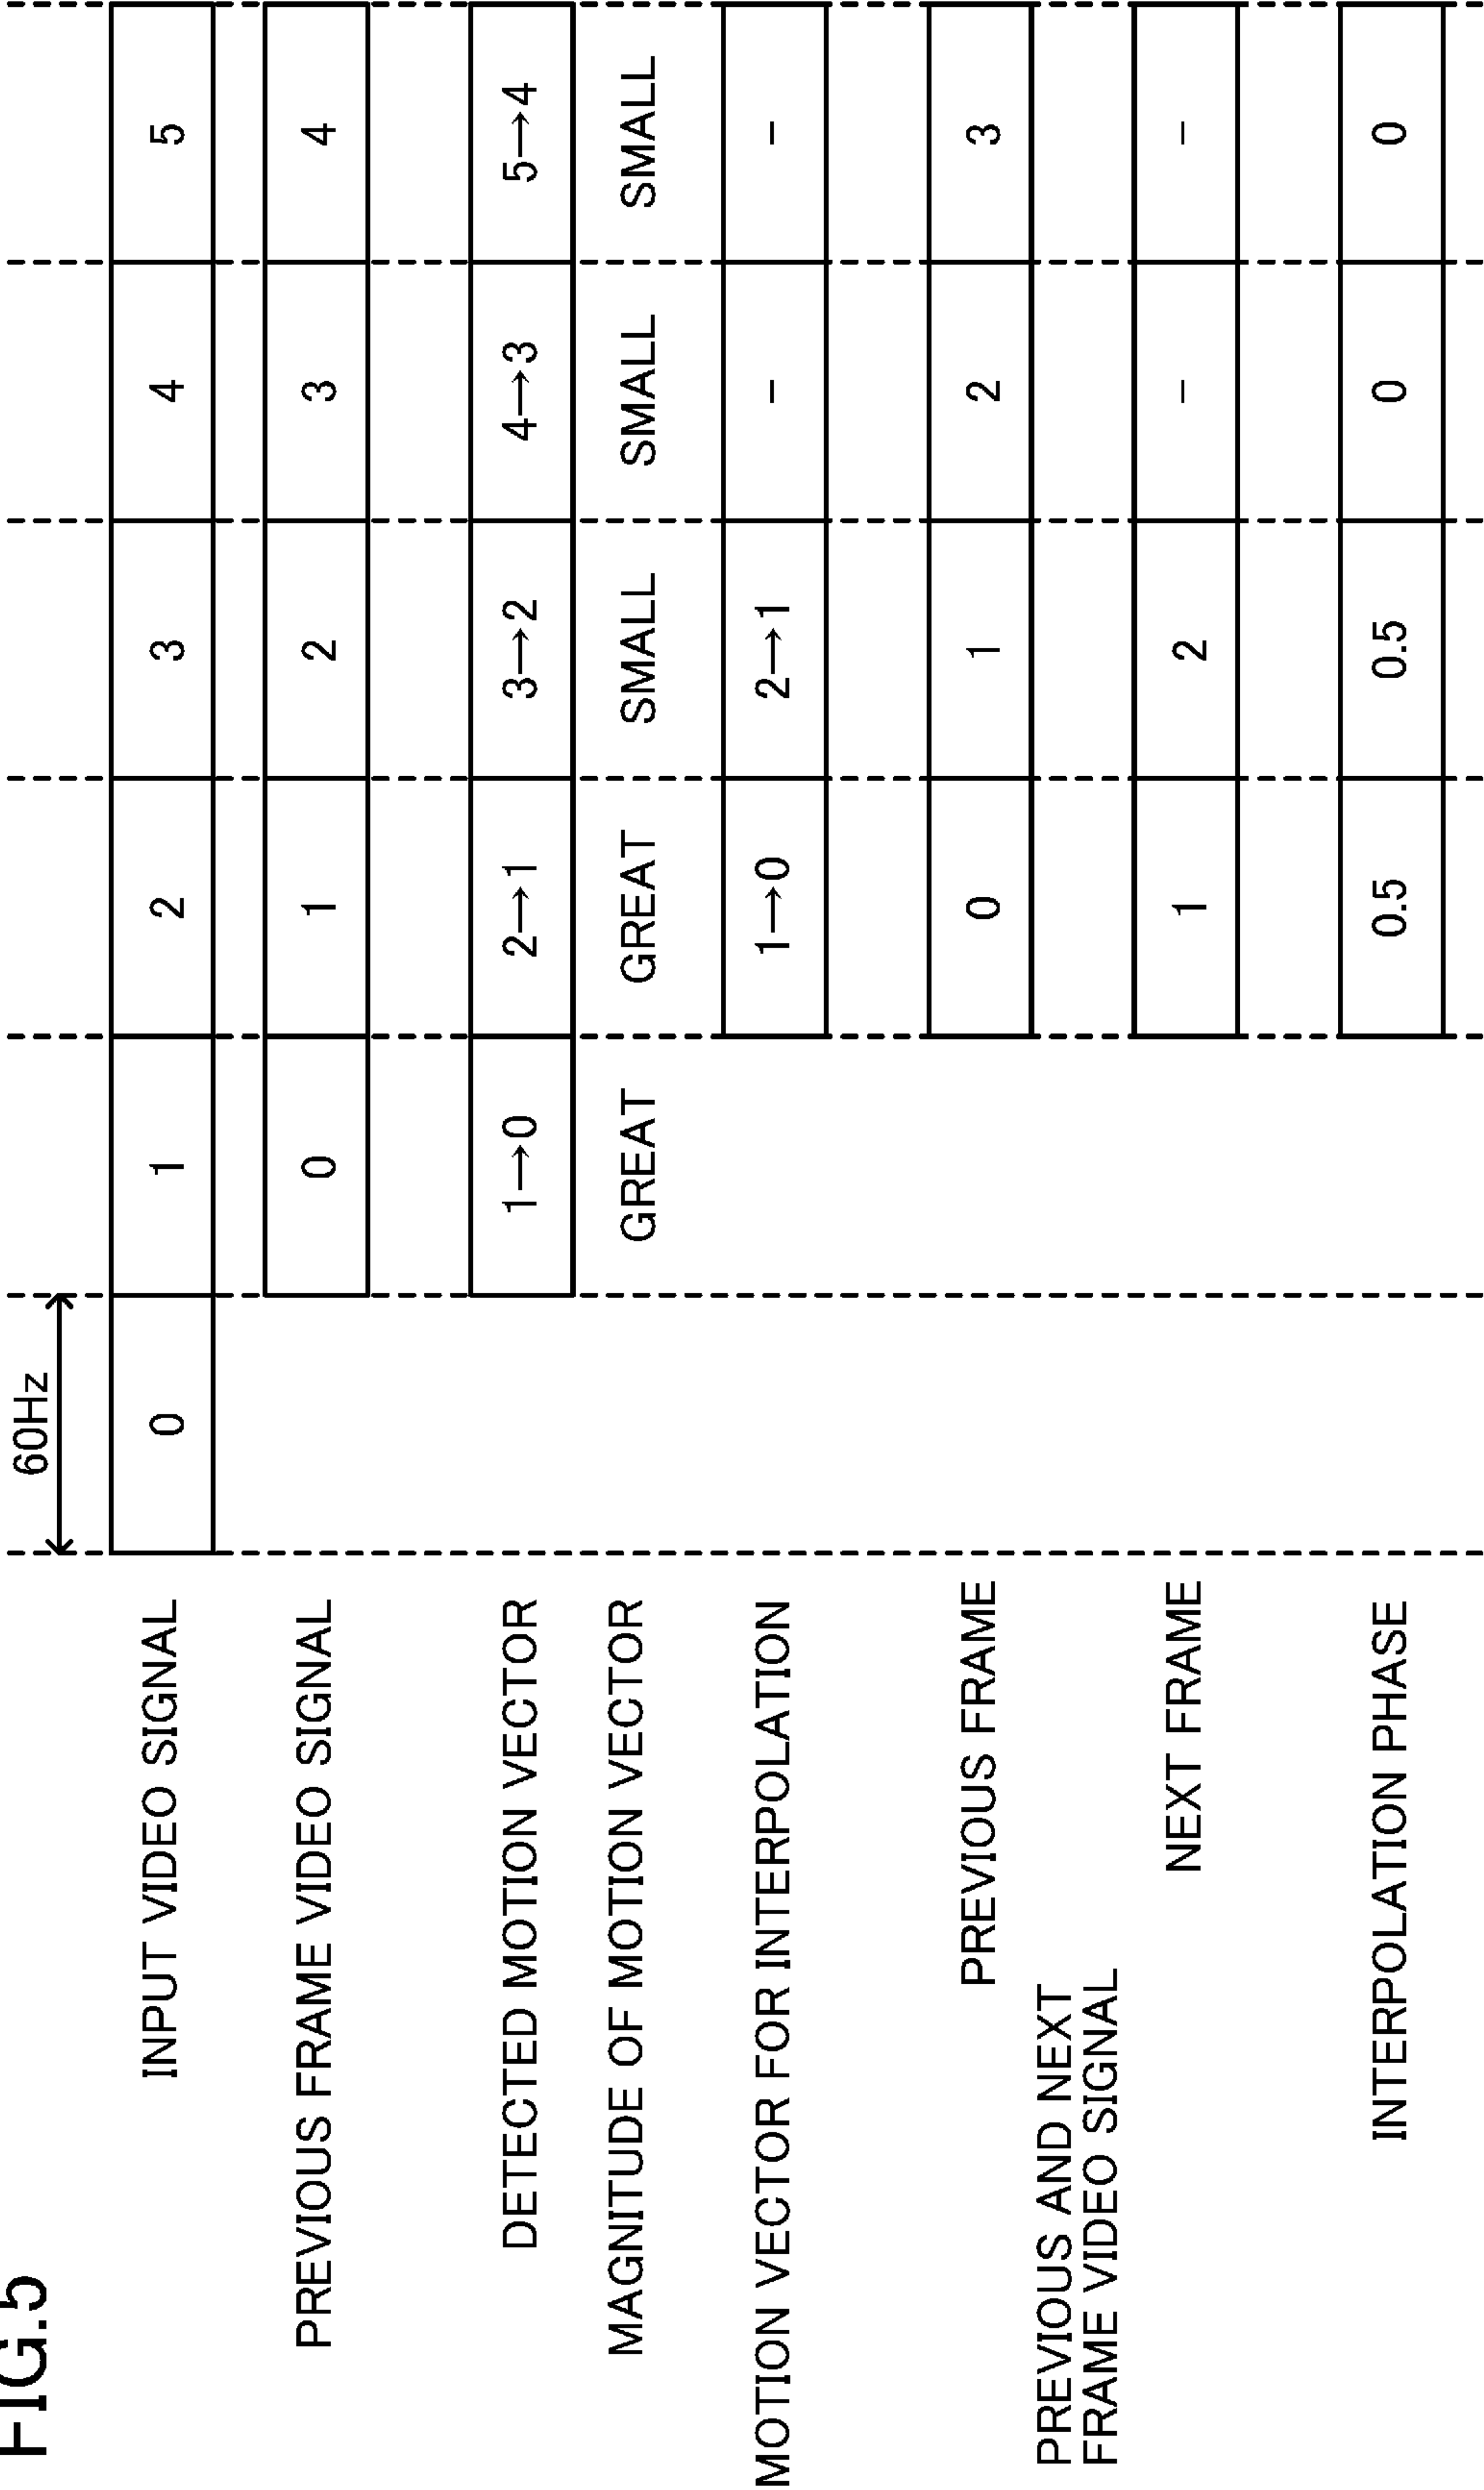 FIG.5
60Hz
INPUT VIDEO SIGNAL 0 1 2 3 4 5
PREVIOUS FRAME VIDEO SIGNAL 0 1 2 3 4
DETECTED MOTION VECTOR 1→0 2→1 3→2 4→3 5→4
MAGNITUDE OF MOTION VECTOR GREAT GREAT SMALL SMALL SMALL
MOTION VECTOR FOR INTERPOLATION 1→0 2→1 – –
PREVIOUS FRAME 0 1 2 3
PREVIOUS AND NEXT
FRAME VIDEO SIGNAL
NEXT FRAME 1 2 – –
INTERPOLATION PHASE 0.5 0.5 0 0